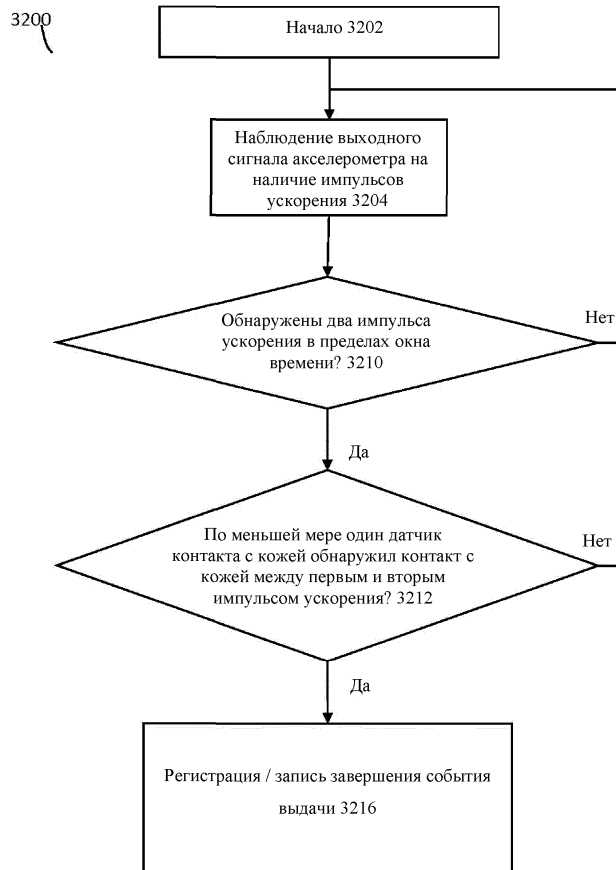 3200
Начало 3202
Наблюдение выходного
сигнала акселерометра на
наличие импульсов
ускорения 3204
Обнаружены два импульса
ускорения в пределах окна
времени? 3210
Нет
Да
По меньшей мере один датчик
контакта с кожей обнаружил контакт с
кожей между первым и вторым
импульсом ускорения? 3212
Нет
Да
Регистрация / запись завершения события
выдачи 3216